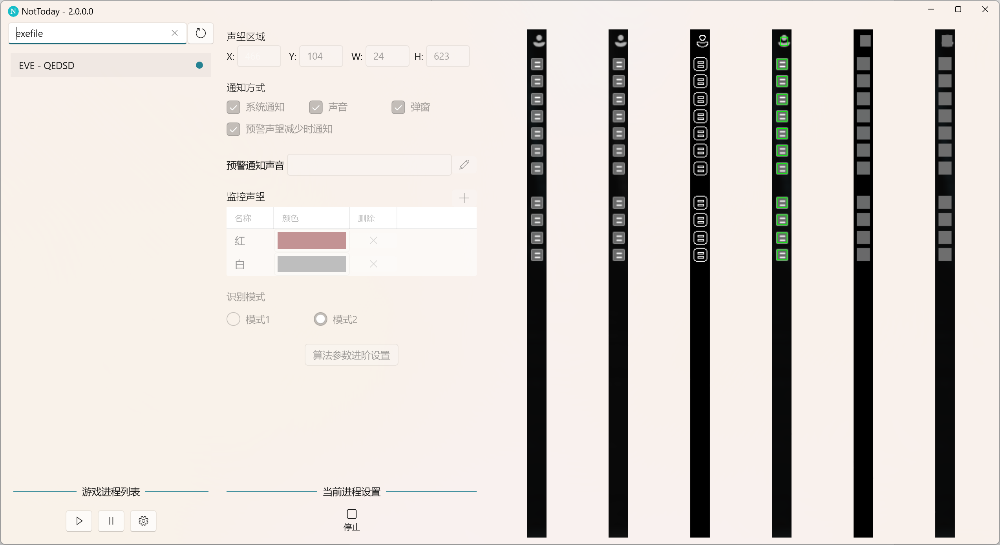 NotToday - 2.0.0.0
exefile
EVE - QEDSD
声望区域
X: 466 Y: 104 W: 24 H: 623
通知方式
系统通知 声音 弹窗
预警声望减少时通知
预警通知声音
监控声望
名称 颜色 删除
红
白
识别模式
模式1 模式2
算法参数进阶设置
游戏进程列表
当前进程设置
停止